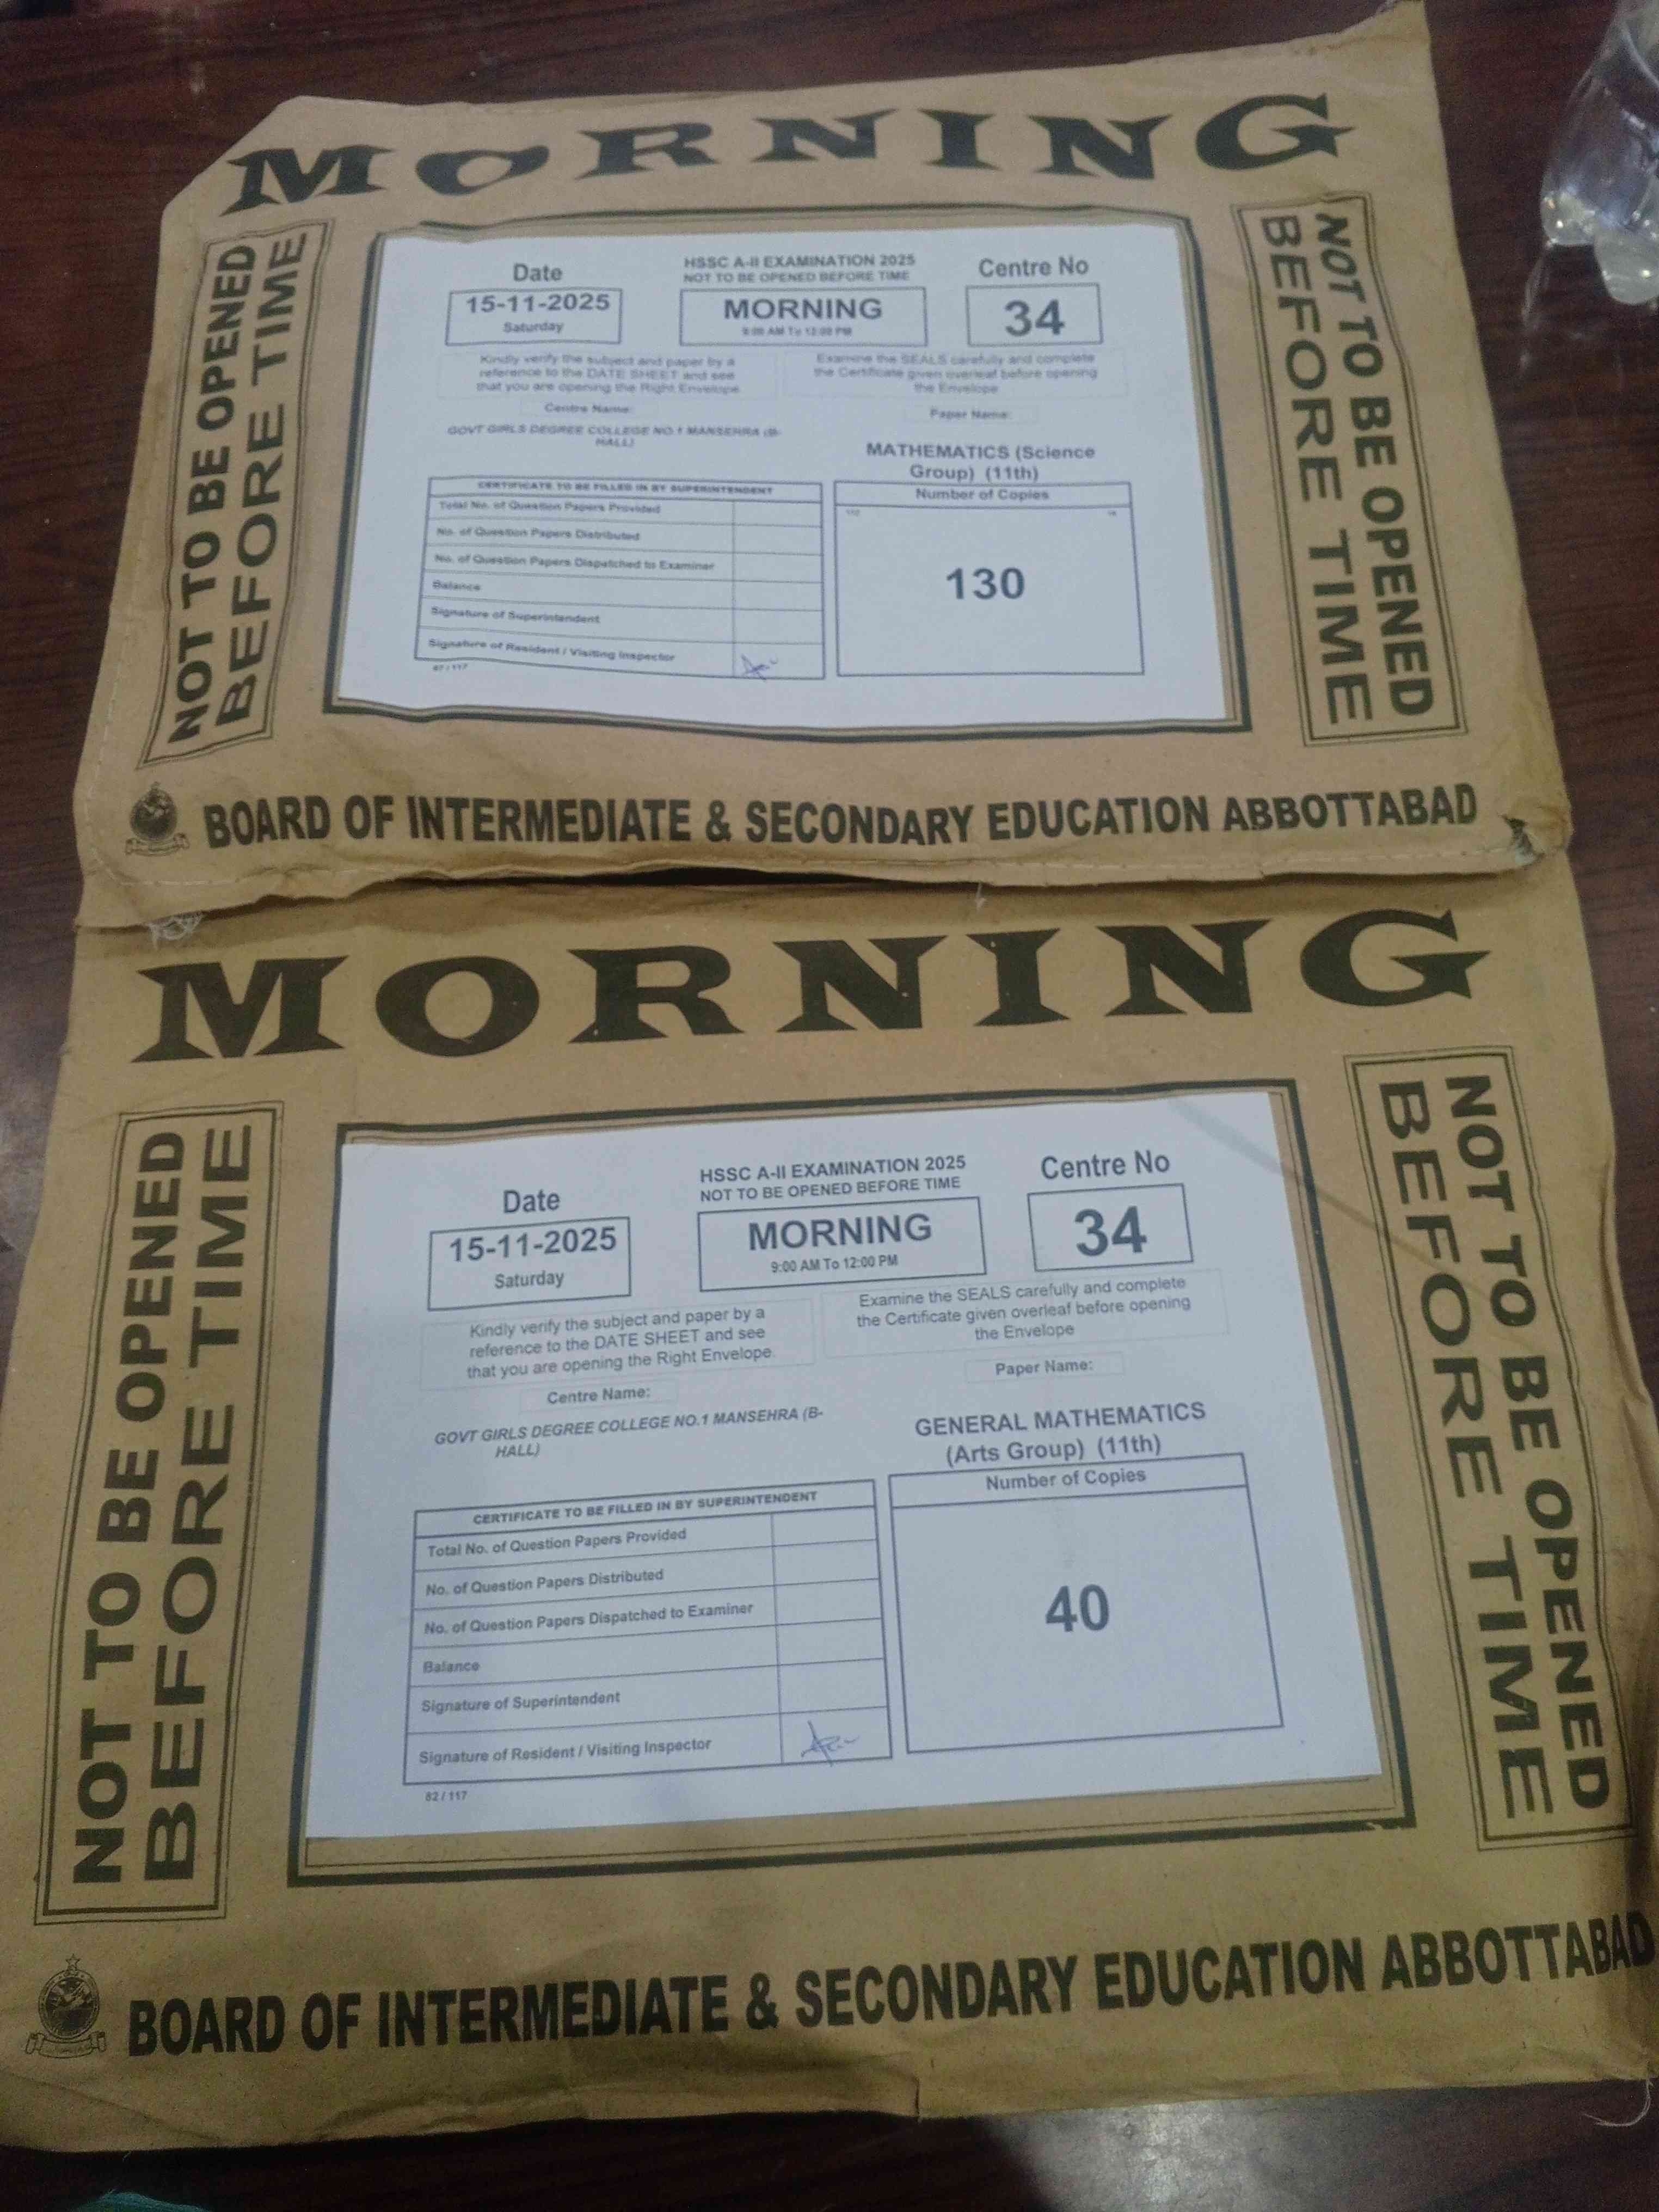 MORNING
NOT TO BE OPENED
BEFORE TIME
NOT TO BE OPENED
BEFORE TIME
Date
15-11-2025
Saturday
HSSC A-II EXAMINATION 2025
NOT TO BE OPENED BEFORE TIME
MORNING
9:00 AM To 12:00 PM
Centre No
34
Kindly verify the subject and paper by a
reference to the DATE SHEET and see
that you are opening the Right Envelope.
Examine the SEALS carefully and complete
the Certificate given overleaf before opening
the Envelope
Centre Name:
GOVT GIRLS DEGREE COLLEGE NO.1 MANSEHRA (B-
HALL)
Paper Name:
MATHEMATICS (Science
Group) (11th)
CERTIFICATE TO BE FILLED IN BY SUPERINTENDENT
Total No. of Question Papers Provided
No. of Question Papers Distributed
No. of Question Papers Dispatched to Examiner
Balance
Signature of Superintendent
Signature of Resident / Visiting Inspector
Number of Copies
130
BOARD OF INTERMEDIATE & SECONDARY EDUCATION ABBOTTABAD
MORNING
NOT TO BE OPENED
BEFORE TIME
NOT TO BE OPENED
BEFORE TIME
Date
15-11-2025
Saturday
HSSC A-II EXAMINATION 2025
NOT TO BE OPENED BEFORE TIME
MORNING
9:00 AM To 12:00 PM
Centre No
34
Kindly verify the subject and paper by a
reference to the DATE SHEET and see
that you are opening the Right Envelope.
Examine the SEALS carefully and complete
the Certificate given overleaf before opening
the Envelope
Centre Name:
GOVT GIRLS DEGREE COLLEGE NO.1 MANSEHRA (B-
HALL)
Paper Name:
GENERAL MATHEMATICS
(Arts Group) (11th)
CERTIFICATE TO BE FILLED IN BY SUPERINTENDENT
Total No. of Question Papers Provided
No. of Question Papers Distributed
No. of Question Papers Dispatched to Examiner
Balance
Signature of Superintendent
Signature of Resident / Visiting Inspector
82 / 117
Number of Copies
40
BOARD OF INTERMEDIATE & SECONDARY EDUCATION ABBOTTABAD